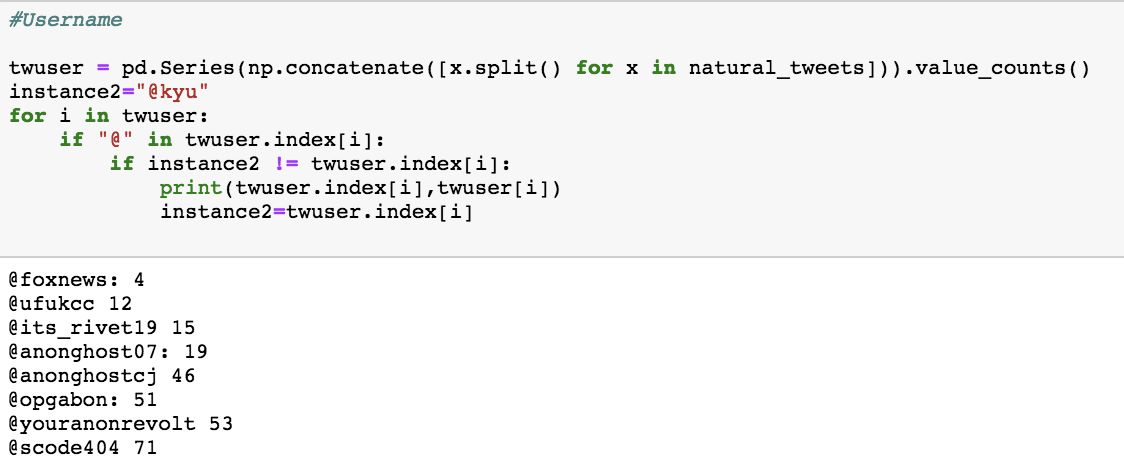 #Username
twuser = pd.Series(np.concatenate([x.split() for x in natural_tweets])).value_counts()
instance2="@kyu"
for i in twuser:
    if "@" in twuser.index[i]:
        if instance2 != twuser.index[i]:
            print(twuser.index[i],twuser[i])
            instance2=twuser.index[i]
@foxnews: 4
@ufukcc 12
@its_rivet19 15
@anonghost07: 19
@anonghostcj 46
@opgabon: 51
@youranonrevolt 53
@scode404 71